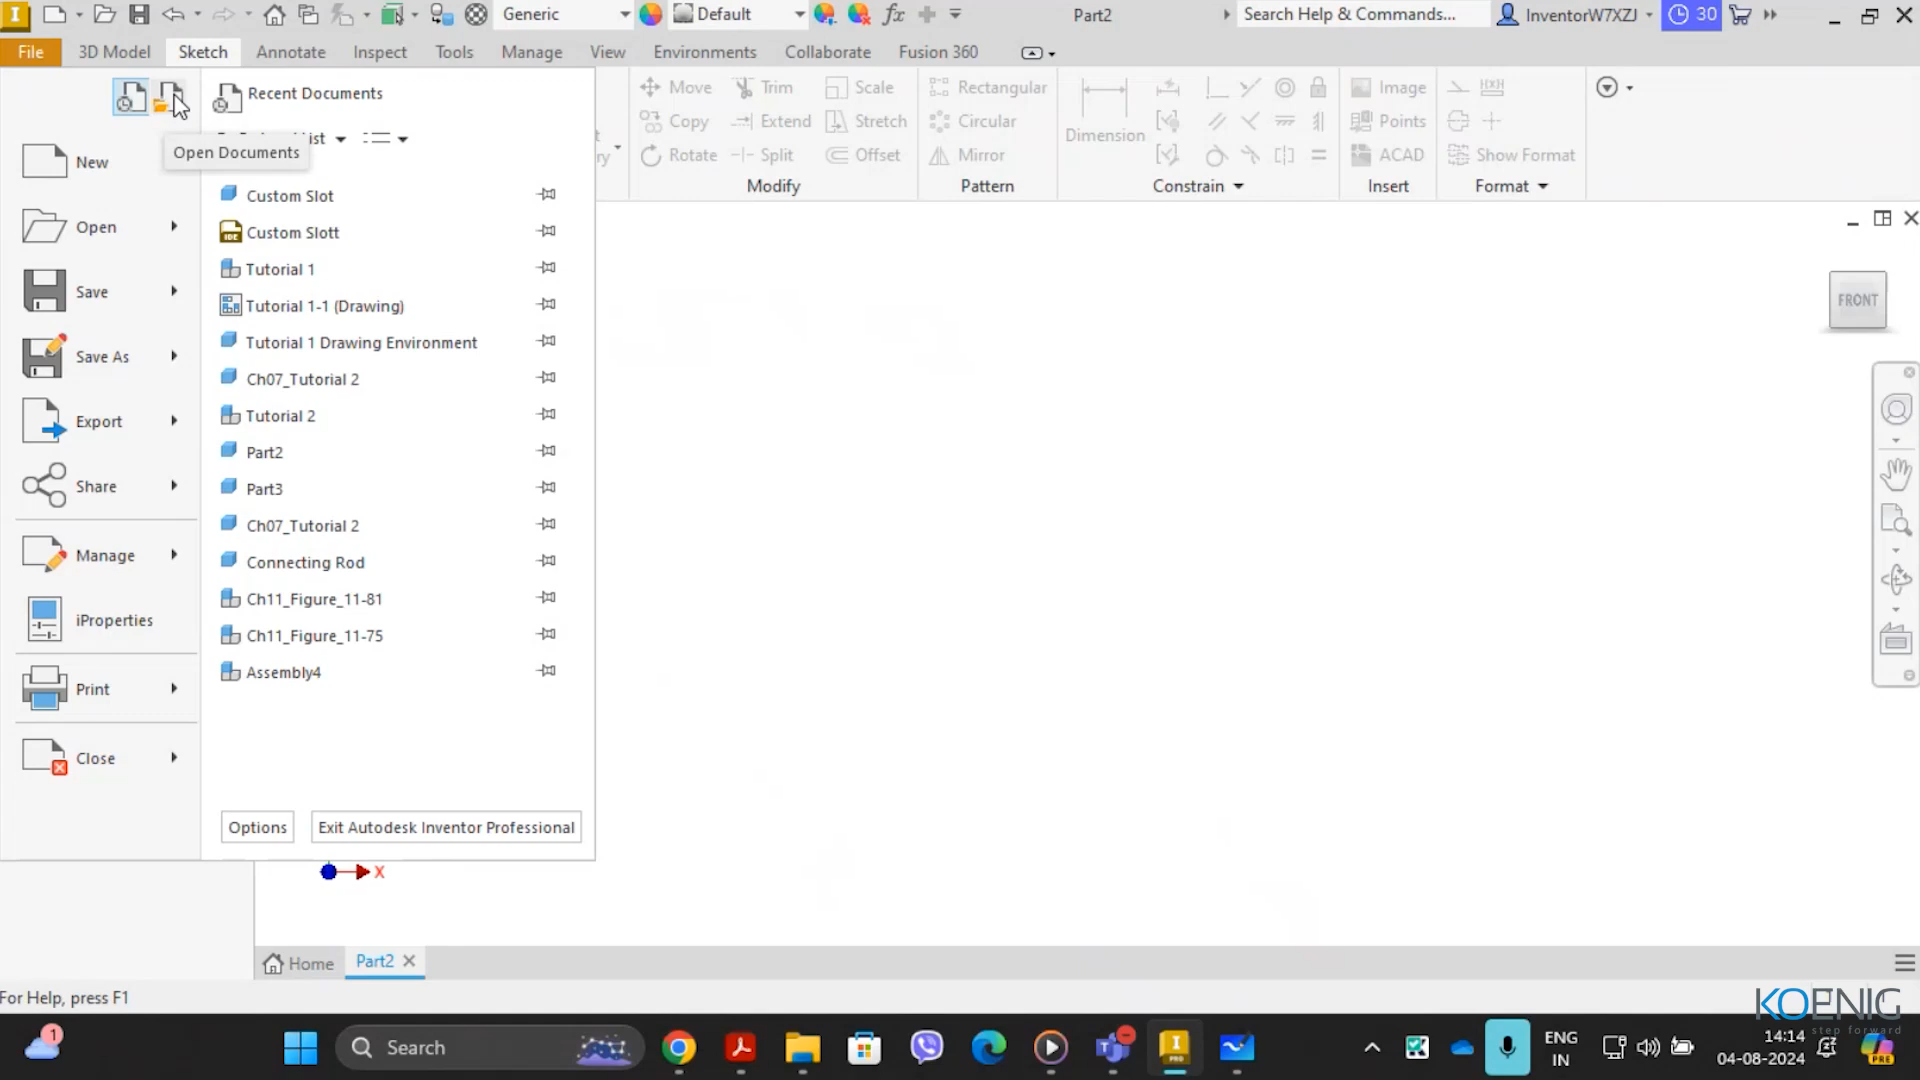 Generic
Default
fx
Part2
Search Help & Commands...
InventorW7XZJ
30
File
3D Model
Sketch
Annotate
Inspect
Tools
Manage
View
Environments
Collaborate
Fusion 360
Recent Documents
Move
Trim
Scale
Rectangular
Image
Copy
Extend
Stretch
Circular
Dimension
Points
Rotate
Split
Offset
Mirror
ACAD
Show Format
Modify
Pattern
Constrain
Insert
Format
Open Documents
New
Open
Save
Save As
Export
Share
Manage
iProperties
Print
Close
Custom Slot
Custom Slott
Tutorial 1
Tutorial 1-1 (Drawing)
Tutorial 1 Drawing Environment
Ch07_Tutorial 2
Tutorial 2
Part2
Part3
Ch07_Tutorial 2
Connecting Rod
Ch11_Figure_11-81
Ch11_Figure_11-75
Assembly4
Options
Exit Autodesk Inventor Professional
FRONT
X
Home
Part2
For Help, press F1
KOENIG
step forward
1
Search
ENG
IN
14:14
04-08-2024